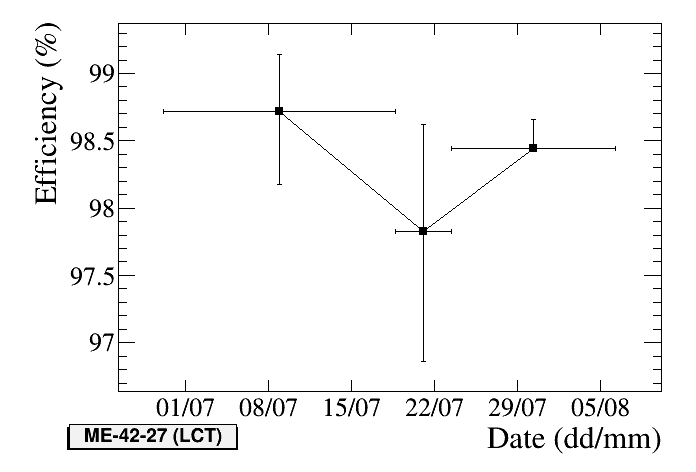 Efficiency (%)
99
98.5
98
97.5
97
01/07 08/07 15/07 22/07 29/07 05/08
ME-42-27 (LCT)
Date (dd/mm)